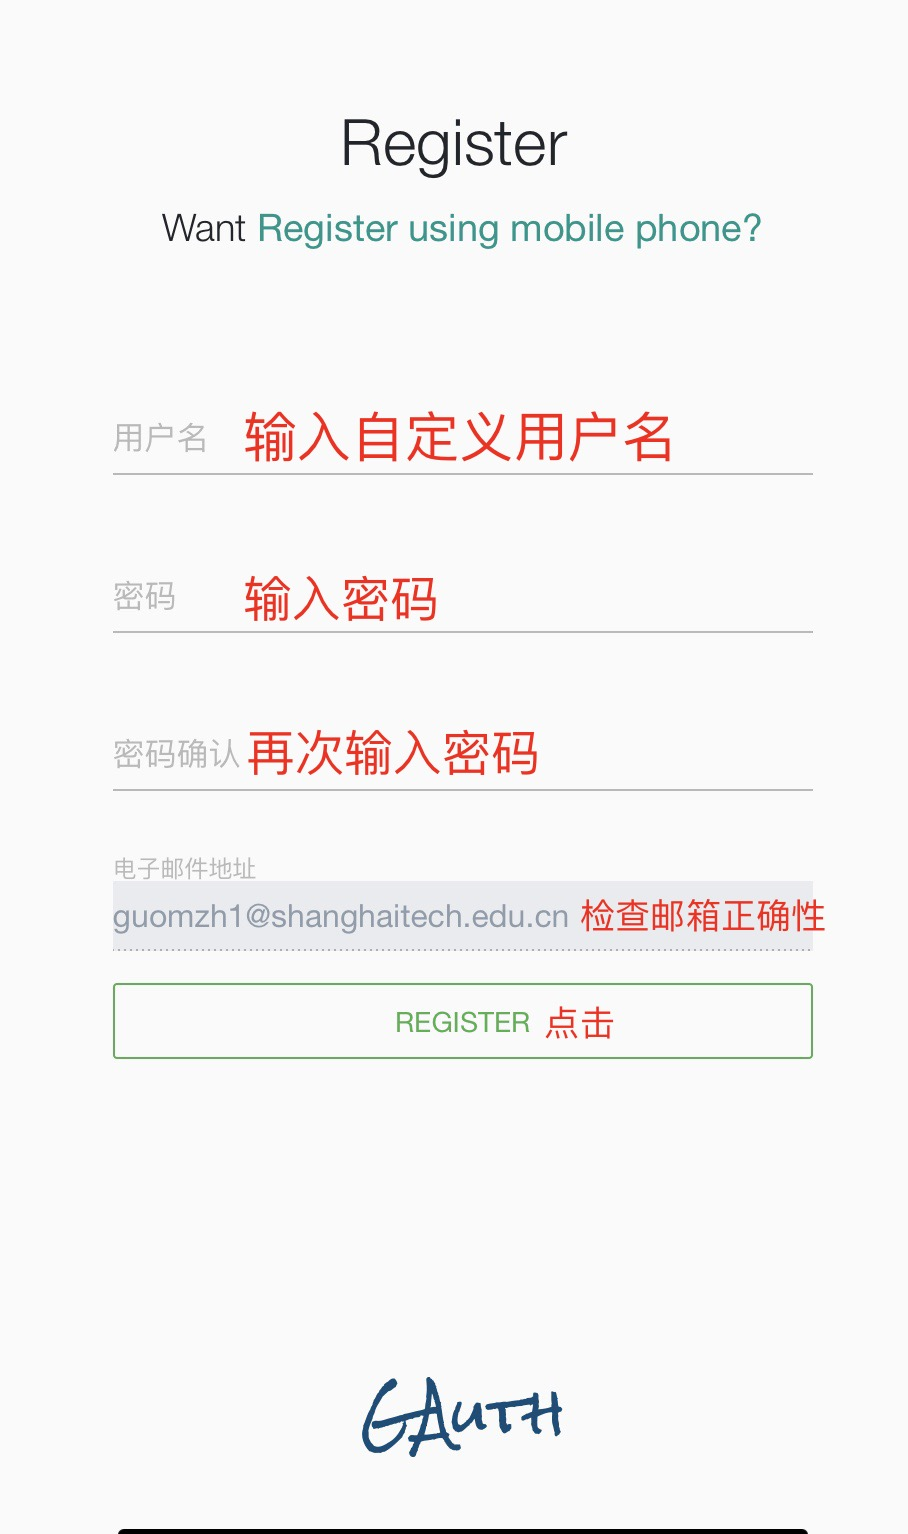 Register
Want Register using mobile phone?
用户名 输入自定义用户名
密码 输入密码
密码确认 再次输入密码
电子邮件地址
guomzh1@shanghaitech.edu.cn 检查邮箱正确性
REGISTER 点击
GAUTH